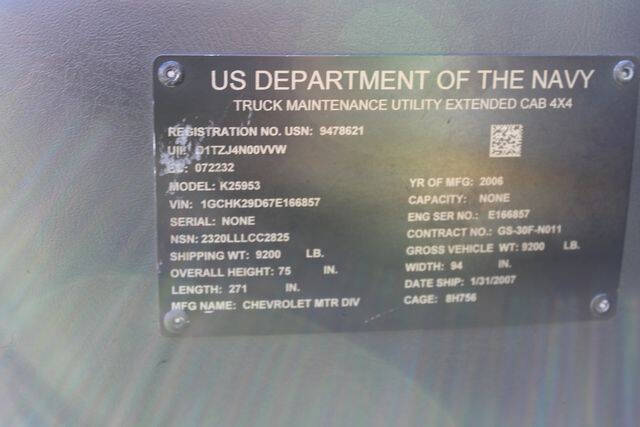 US DEPARTMENT OF THE NAVY
TRUCK MAINTENANCE UTILITY EXTENDED CAB 4X4
REGISTRATION NO. USN: 9478621
UII: D1TZJ4N00VVW
072232
MODEL: K25953
YR OF MFG: 2006
VIN: 1GCHK29D67E166857
CAPACITY: NONE
SERIAL: NONE
ENG SER NO.: E166857
NSN: 2320LLLCC2825
CONTRACT NO.: GS-30F-N011
SHIPPING WT: 9200 LB.
GROSS VEHICLE WT: 9200 LB.
OVERALL HEIGHT: 75 IN.
WIDTH: 94 IN.
LENGTH: 271 IN.
DATE SHIP: 1/31/2007
MFG NAME: CHEVROLET MTR DIV
CAGE: 8H756